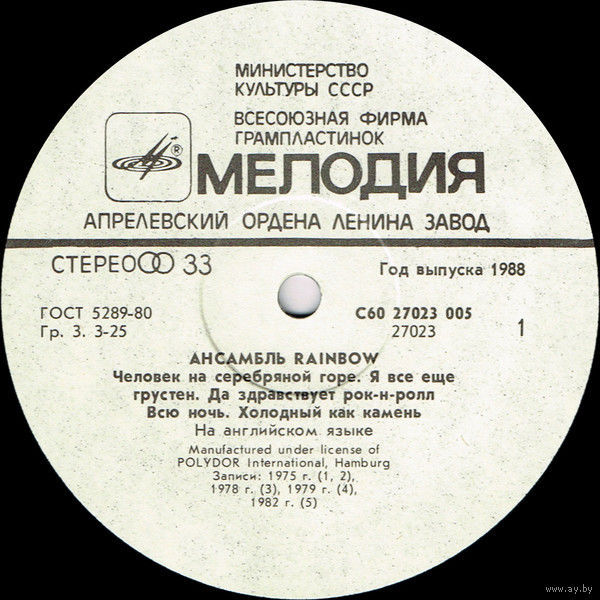 МИНИСТЕРСТВО
КУЛЬТУРЫ СССР
ВСЕСОЮЗНАЯ ФИРМА
ГРАМПЛАСТИНОК
®
МЕЛОДИЯ
АПРЕЛЕВСКИЙ ОРДЕНА ЛЕНИНА ЗАВОД
СТЕРЕО 33
Год выпуска 1988
ГОСТ 5289-80
Гр. 3. 3-25
С60 27023 005
27023
1
АНСАМБЛЬ RAINBOW
Человек на серебряной горе. Я все еще
грустен. Да здравствует рок-н-ролл
Всю ночь. Холодный как камень
На английском языке
Manufactured under license of
POLYDOR International, Hamburg
Записи: 1975 г. (1, 2),
1978 г. (3), 1979 г. (4),
1982 г. (5)
www.ay.by